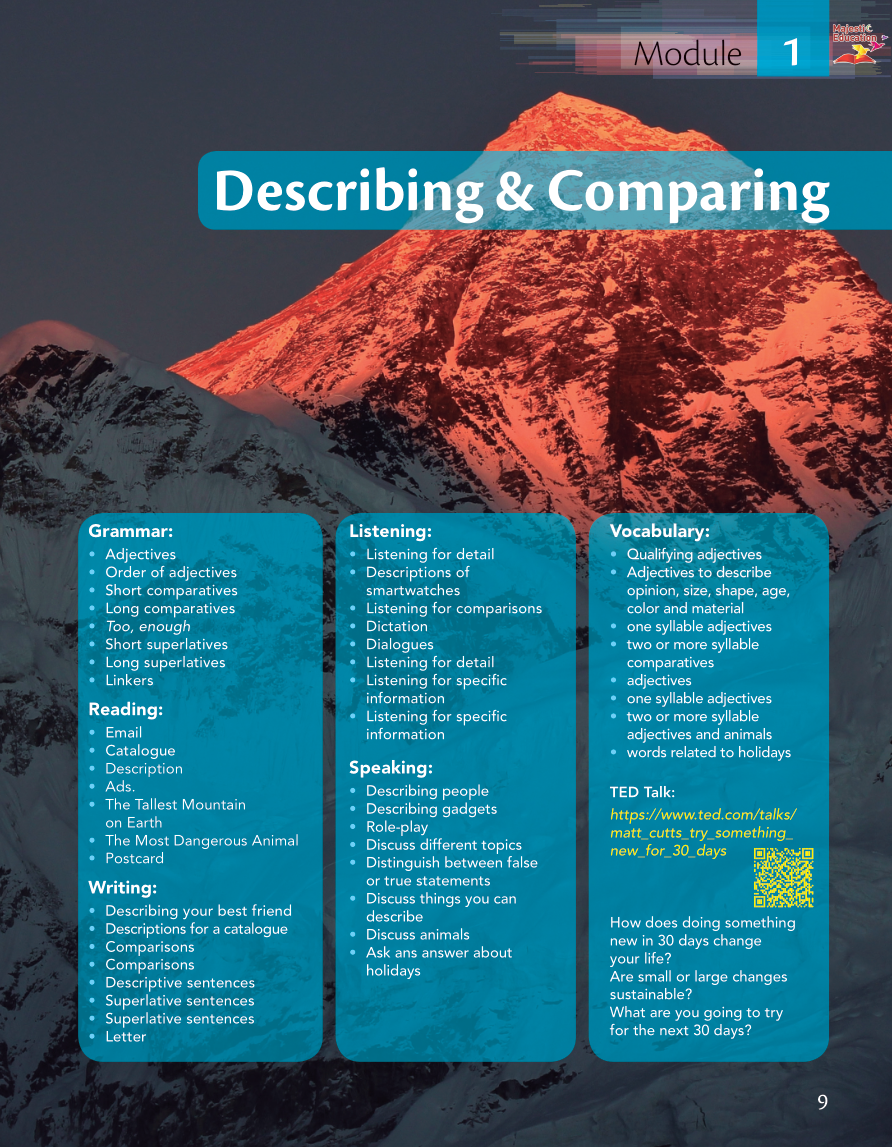 Module 1
Majestic
Education
Describing & Comparing
Grammar:
• Adjectives
• Order of adjectives
• Short comparatives
• Long comparatives
• Too, enough
• Short superlatives
• Long superlatives
• Linkers
Reading:
• Email
• Catalogue
• Description
• Ads.
• The Tallest Mountain
on Earth
• The Most Dangerous Animal
• Postcard
Writing:
• Describing your best friend
• Descriptions for a catalogue
• Comparisons
• Comparisons
• Descriptive sentences
• Superlative sentences
• Superlative sentences
• Letter
Listening:
• Listening for detail
• Descriptions of
smartwatches
• Listening for comparisons
• Dictation
• Dialogues
• Listening for detail
• Listening for specific
information
• Listening for specific
information
Speaking:
• Describing people
• Describing gadgets
• Role-play
• Discuss different topics
• Distinguish between false
or true statements
• Discuss things you can
describe
• Discuss animals
• Ask ans answer about
holidays
Vocabulary:
• Qualifying adjectives
• Adjectives to describe
opinion, size, shape, age,
color and material
• one syllable adjectives
• two or more syllable
comparatives
• adjectives
• one syllable adjectives
• two or more syllable
adjectives and animals
• words related to holidays
TED Talk:
https://www.ted.com/talks/
matt_cutts_try_something_
new_for_30_days
How does doing something
new in 30 days change
your life?
Are small or large changes
sustainable?
What are you going to try
for the next 30 days?
9